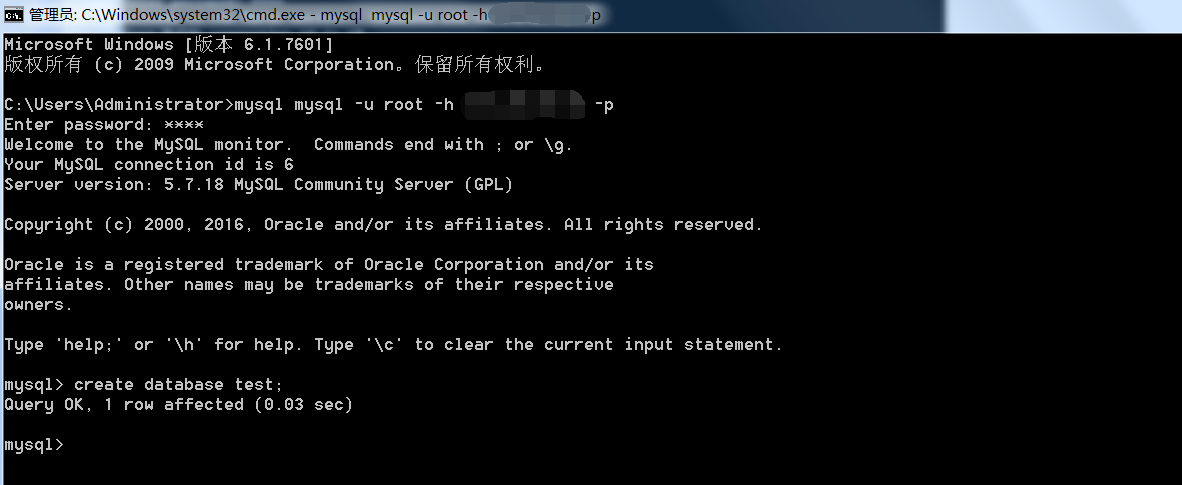 管理员: C:\Windows\system32\cmd.exe - mysql  mysql -u root -h p
Microsoft Windows [版本 6.1.7601]
版权所有 (c) 2009 Microsoft Corporation。保留所有权利。
C:\Users\Administrator>mysql mysql -u root -h -p
Enter password: ****
Welcome to the MySQL monitor.  Commands end with ; or \g.
Your MySQL connection id is 6
Server version: 5.7.18 MySQL Community Server (GPL)
Copyright (c) 2000, 2016, Oracle and/or its affiliates. All rights reserved.
Oracle is a registered trademark of Oracle Corporation and/or its
affiliates. Other names may be trademarks of their respective
owners.
Type 'help;' or '\h' for help. Type '\c' to clear the current input statement.
mysql> create database test;
Query OK, 1 row affected (0.03 sec)
mysql>